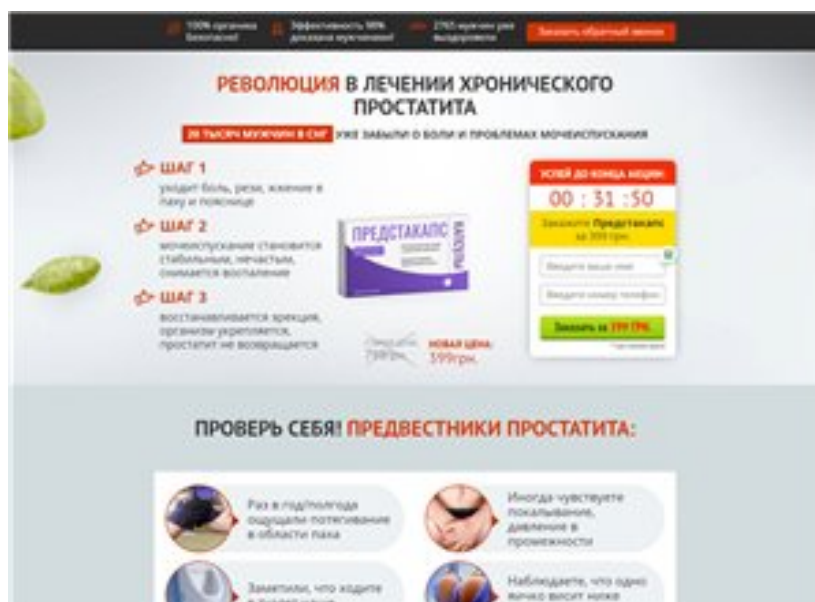 100% органика
безопасно!
Эффективность 98%
доказана мужчинами!
2765 мужчин уже
выздоровели
Заказать обратный звонок
РЕВОЛЮЦИЯ В ЛЕЧЕНИИ ХРОНИЧЕСКОГО
ПРОСТАТИТА
20 ТЫСЯЧ МУЖЧИН В СНГ УЖЕ ЗАБЫЛИ О БОЛИ И ПРОБЛЕМАХ МОЧЕИСПУСКАНИЯ
ШАГ 1
уходит боль, рези, жжение в
паху и пояснице
ШАГ 2
мочеиспускание становится
стабильным, нечастым,
снимается воспаление
ШАГ 3
восстанавливается эрекция,
организм укрепляется,
простатит не возвращается
ПРЕДСТАКАПС
КАПСУЛЫ
798грн.
НОВАЯ ЦЕНА:
399грн.
УСПЕЙ ДО КОНЦА АКЦИИ:
00 : 31 : 50
Закажите Предстакапс
за 399 грн.
Введите ваше имя
Введите номер телефона
Заказать за 399 ГРН.
ПРОВЕРЬ СЕБЯ! ПРЕДВЕСТНИКИ ПРОСТАТИТА:
Раз в год/полгода
ощущали потягивание
в области паха
Иногда чувствуете
покалывание,
давление в
промежности
Заметили, что ходите
Наблюдаете, что одно
яичко висит ниже